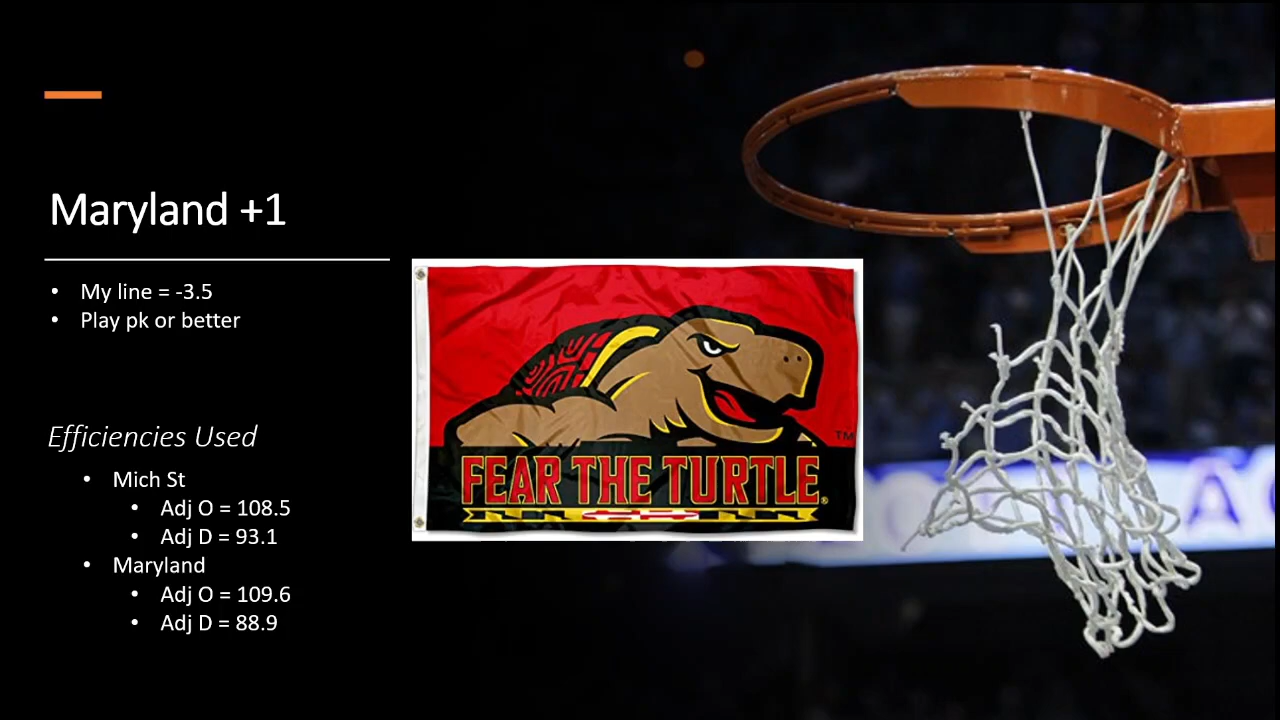 Maryland +1
• My line = -3.5
• Play pk or better
Efficiencies Used
• Mich St
• Adj O = 108.5
• Adj D = 93.1
• Maryland
• Adj O = 109.6
• Adj D = 88.9
TM
FEAR THE TURTLE®